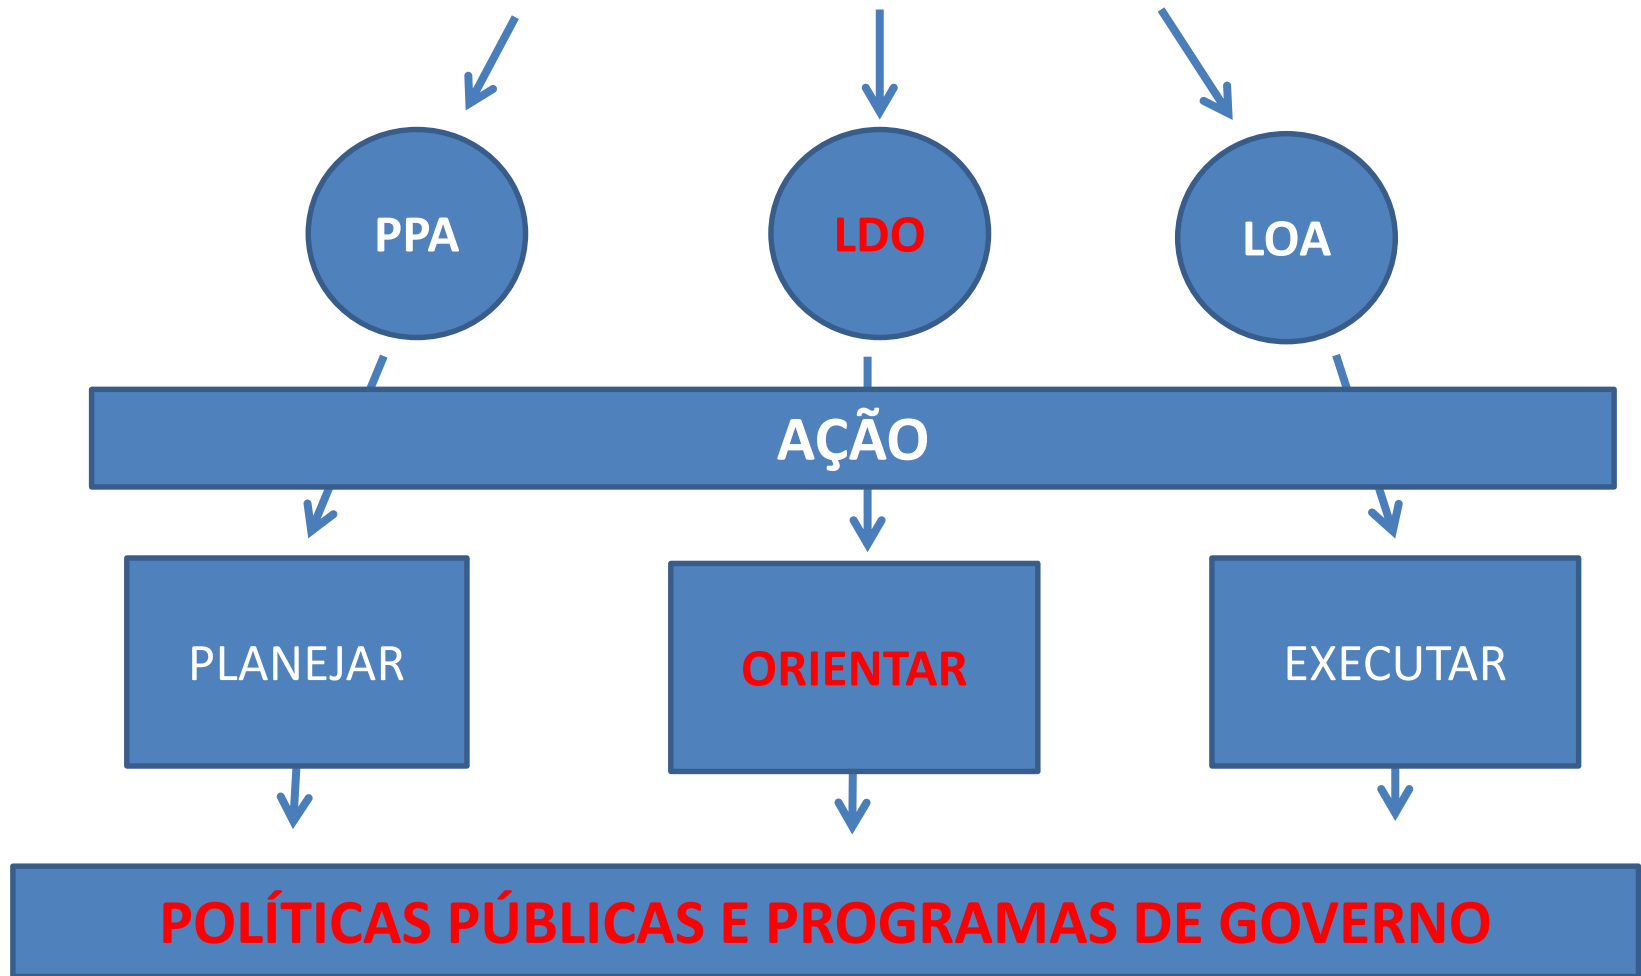 PPA
LDO
LOA
AÇÃO
PLANEJAR
ORIENTAR
EXECUTAR
POLÍTICAS PÚBLICAS E PROGRAMAS DE GOVERNO